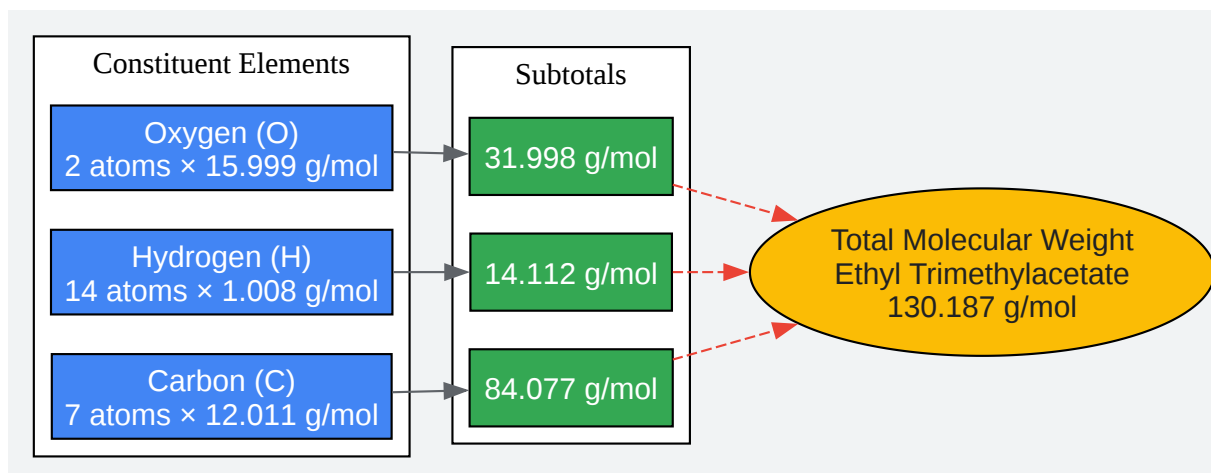 Constituent Elements
Oxygen (O)
2 atoms × 15.999 g/mol
Hydrogen (H)
14 atoms × 1.008 g/mol
Carbon (C)
7 atoms × 12.011 g/mol
Subtotals
31.998 g/mol
14.112 g/mol
84.077 g/mol
Total Molecular Weight
Ethyl Trimethylacetate
130.187 g/mol